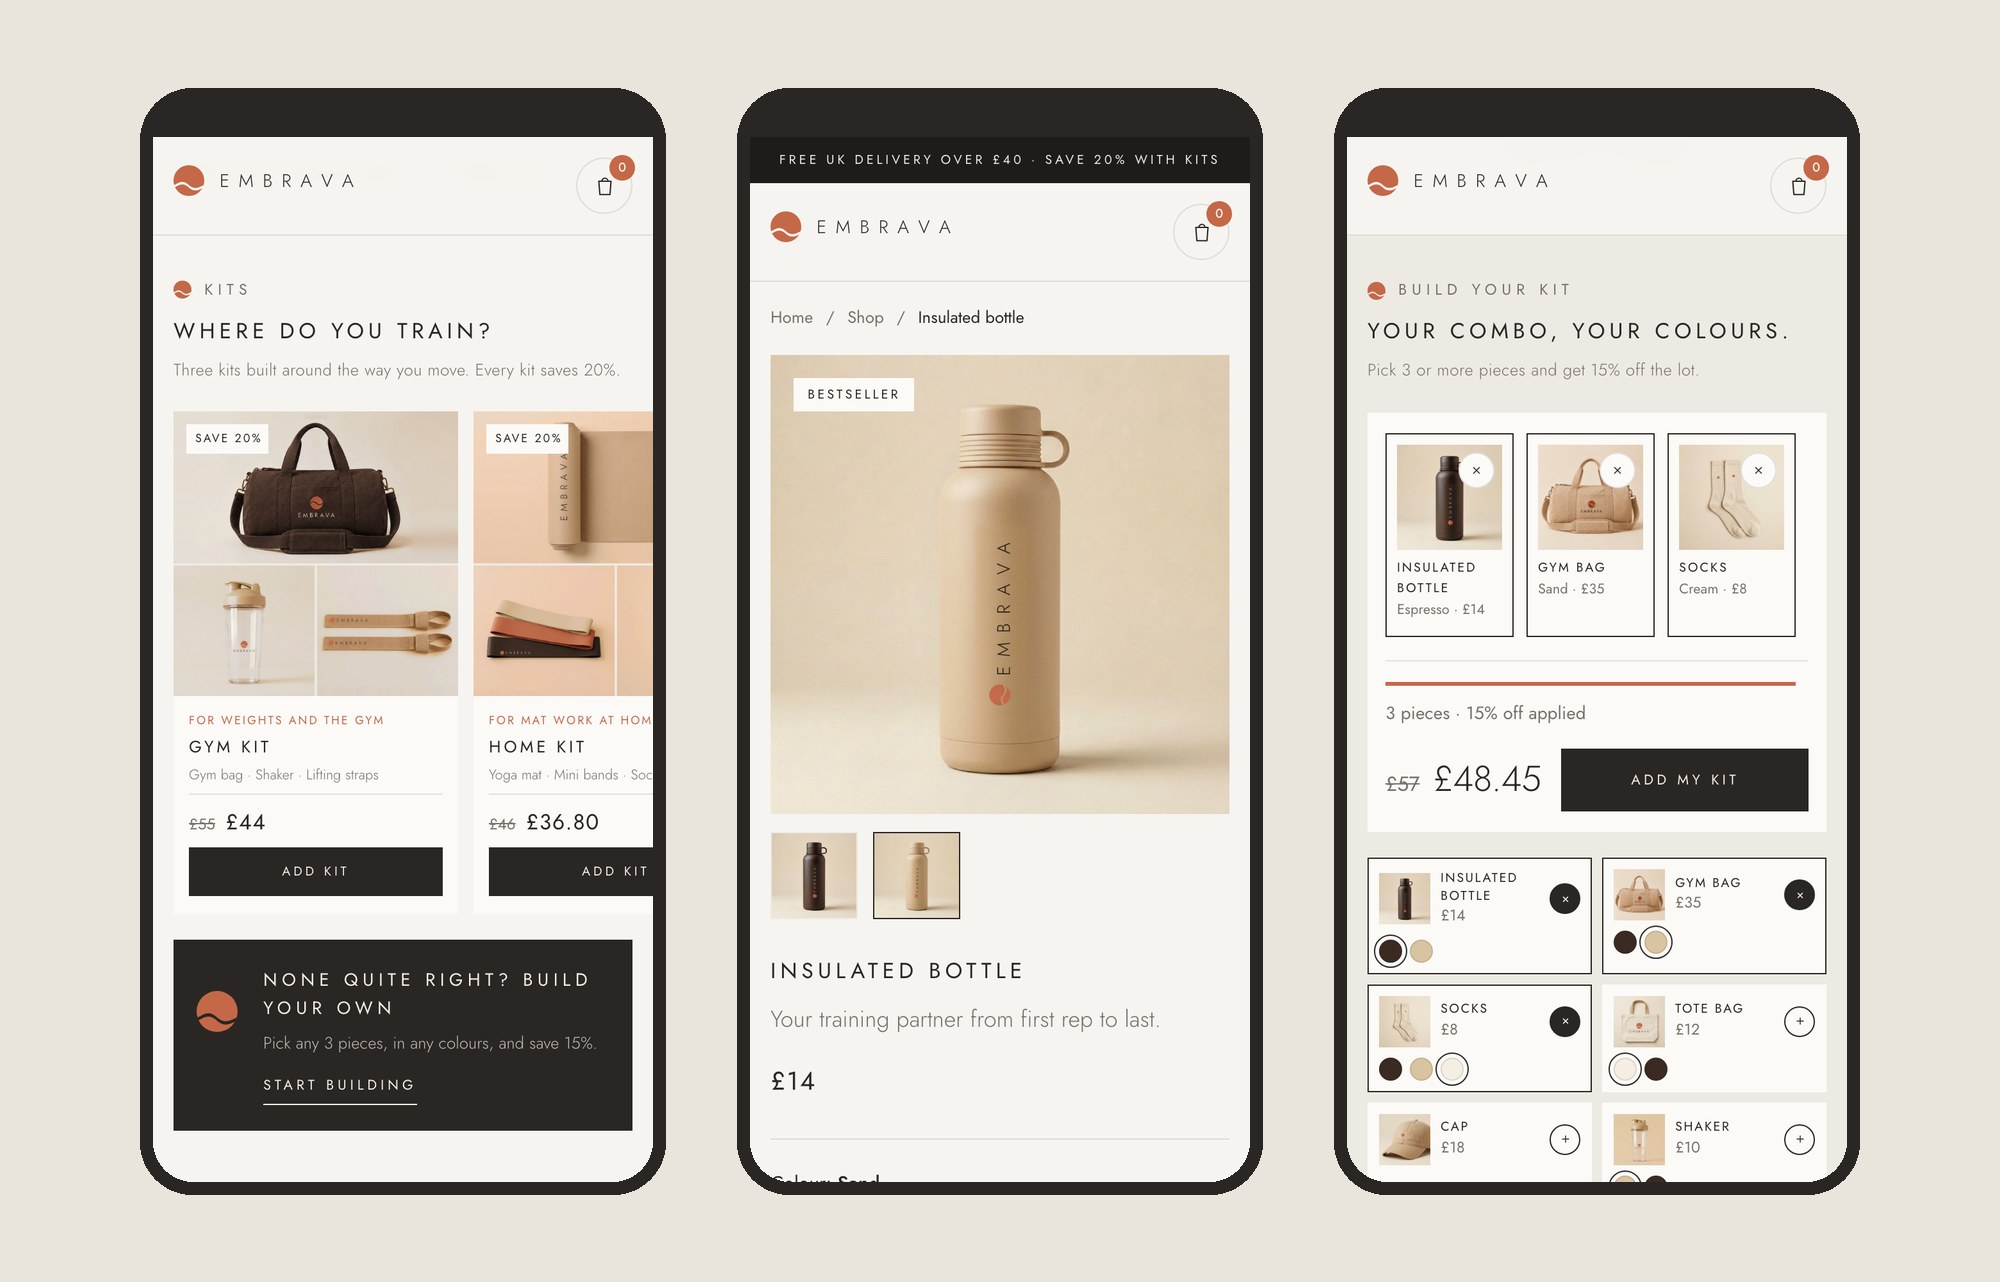 EMBRAVA
0
KITS
WHERE DO YOU TRAIN?
Three kits built around the way you move. Every kit saves 20%.
SAVE 20%
EMBRAVA
FOR WEIGHTS AND THE GYM
GYM KIT
Gym bag · Shaker · Lifting straps
£55 £44
ADD KIT
SAVE 20%
EMBRAVA
FOR MAT WORK AT HOM
HOME KIT
Yoga mat · Mini bands · Soc
£46 £36.80
ADD KIT
NONE QUITE RIGHT? BUILD
YOUR OWN
Pick any 3 pieces, in any colours, and save 15%.
START BUILDING
FREE UK DELIVERY OVER £40 · SAVE 20% WITH KITS
EMBRAVA
0
Home / Shop / Insulated bottle
BESTSELLER
EMBRAVA
INSULATED BOTTLE
Your training partner from first rep to last.
£14
Colour: Sand
EMBRAVA
0
BUILD YOUR KIT
YOUR COMBO, YOUR COLOURS.
Pick 3 or more pieces and get 15% off the lot.
INSULATED
BOTTLE
Espresso · £14
GYM BAG
Sand · £35
SOCKS
Cream · £8
3 pieces · 15% off applied
£57 £48.45
ADD MY KIT
INSULATED
BOTTLE
£14
GYM BAG
£35
SOCKS
£8
TOTE BAG
£12
CAP
£18
SHAKER
£10